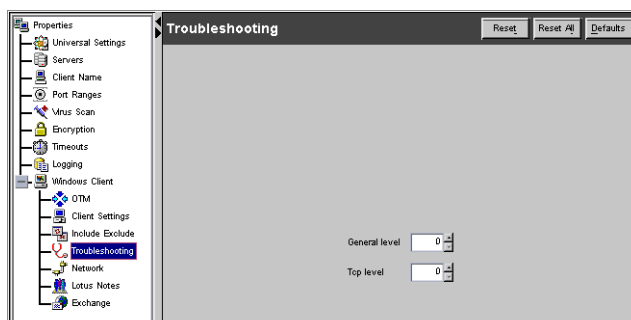 Properties
Universal Settings
Servers
Client Name
Port Ranges
Virus Scan
Encryption
Timeouts
Logging
Windows Client
OTM
Client Settings
Include Exclude
Troubleshooting
Network
Lotus Notes
Exchange
Troubleshooting
Reset
Reset All
Defaults
General level 0
Tcp level 0